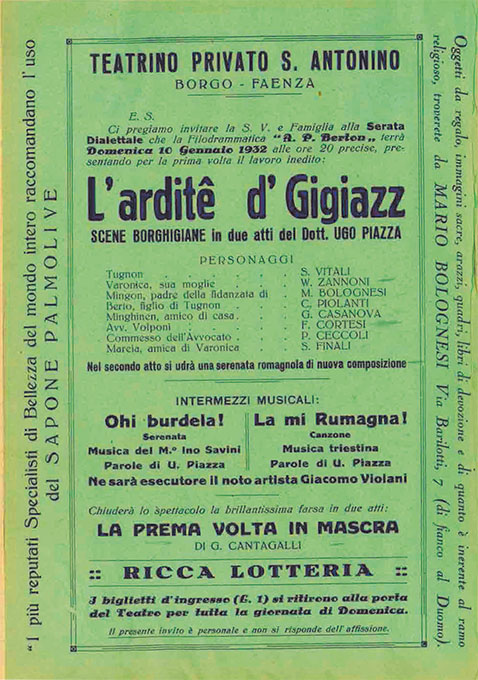 TEATRINO PRIVATO S. ANTONINO
BORGO - FAENZA
E. S.
Ci pregiamo invitare la S. V. e Famiglia alla Serata
Dialettale che la Filodrammatica "A. P. Berton„ terrà
Domenica 10 Gennaio 1932 alle ore 20 precise, pre-
sentando per la prima volta il lavoro inedito:
L'arditê d' Gigiazz
SCENE BORGHIGIANE in due atti del Dott. UGO PIAZZA
PERSONAGGI
Tugnon . . . . . S. VITALI
Varonica, sua moglie . . . . W. ZANNONI
Mingon, padre della fidanzata di . M. BOLOGNESI
Berto, figlio di Tugnon . . . C. PIOLANTI
Minghinen, amico di casa . . . G. CASANOVA
Avv. Volponi . . . . . F. CORTESI
Commesso dell'Avvocato . . . P. CECCOLI
Marcia, amica di Varonica . . . S. FINALI
Nel secondo atto si udrà una serenata romagnola di nuova composizione
INTERMEZZI MUSICALI:
Ohi burdela!
Serenata
Musica del M.° Ino Savini
Parole di U. Piazza
La mi Rumagna!
Canzone
Musica triestina
Parole di U. Piazza
Ne sarà esecutore il noto artista Giacomo Violani
Chiuderà lo spettacolo la brillantissima farsa in due atti:
LA PREMA VOLTA IN MASCRA
DI G. CANTAGALLI
:: RICCA LOTTERIA ::
I biglietti d'ingresso (£. 1) si ritirono alla porta
del Teatro per tutta la giornata di Domenica.
Il presente invito è personale e non si risponde dell'affissione.
"I più reputati Specialisti di Bellezza del mondo intero raccomandano l'uso
del SAPONE PALMOLIVE
Oggetti da regalo, immagini sacre, arazzi, quadri, libri di devozione e di quanto è inerente al ramo
religioso, troverete da MARIO BOLOGNESI Via Barilotti, 7 (di fianco al Duomo).